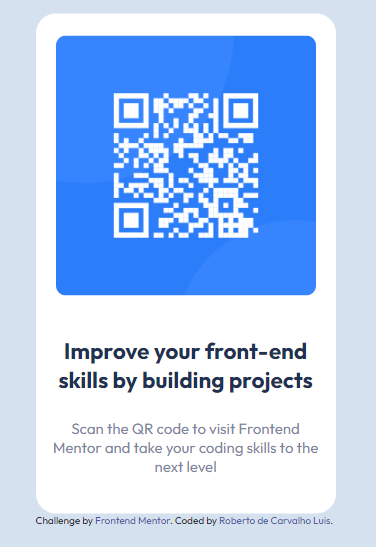 Improve your front-end
skills by building projects
Scan the QR code to visit Frontend
Mentor and take your coding skills to the
next level
Challenge by Frontend Mentor. Coded by Roberto de Carvalho Luis.